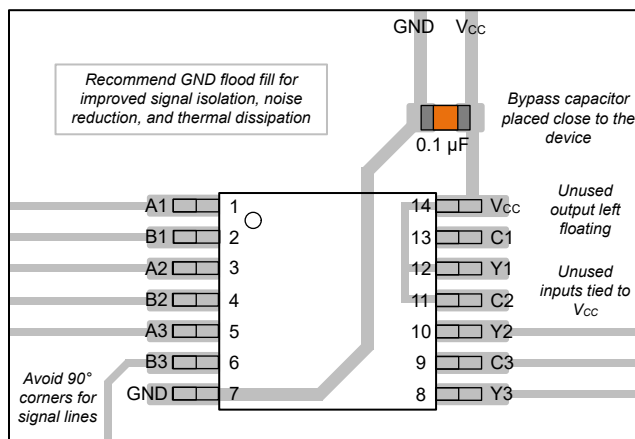 GND VCC
Recommend GND flood fill for
improved signal isolation, noise
reduction, and thermal dissipation
Bypass capacitor
placed close to the
device
0.1 µF
A1 1 14 VCC
B1 2 13 C1
A2 3 12 Y1
B2 4 11 C2
A3 5 10 Y2
B3 6 9 C3
GND 7 8 Y3
Unused
output left
floating
Unused
inputs tied to
VCC
Avoid 90°
corners for
signal lines